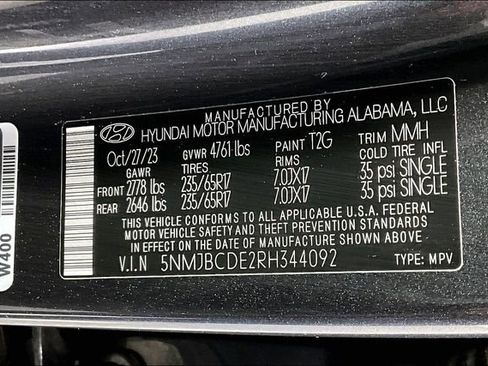 MANUFACTURED BY
HYUNDAI MOTOR MANUFACTURING ALABAMA, LLC
Oct/27/23 GVWR 4761 lbs PAINT T2G TRIM MMH
GAWR TIRES RIMS COLD TIRE INFL
FRONT 2778 lbs 235/65R17 7.0JX17 35 psi SINGLE
REAR 2646 lbs 235/65R17 7.0JX17 35 psi SINGLE
THIS VEHICLE CONFORMS TO ALL APPLICABLE U.S.A. FEDERAL
MOTOR VEHICLE SAFETY AND THEFT PREVENTION STANDARDS
IN EFFECT ON THE DATE OF MANUFACTURE SHOWN ABOVE.
V.I.N 5NMJBCDE2RH344092 TYPE: MPV
W400